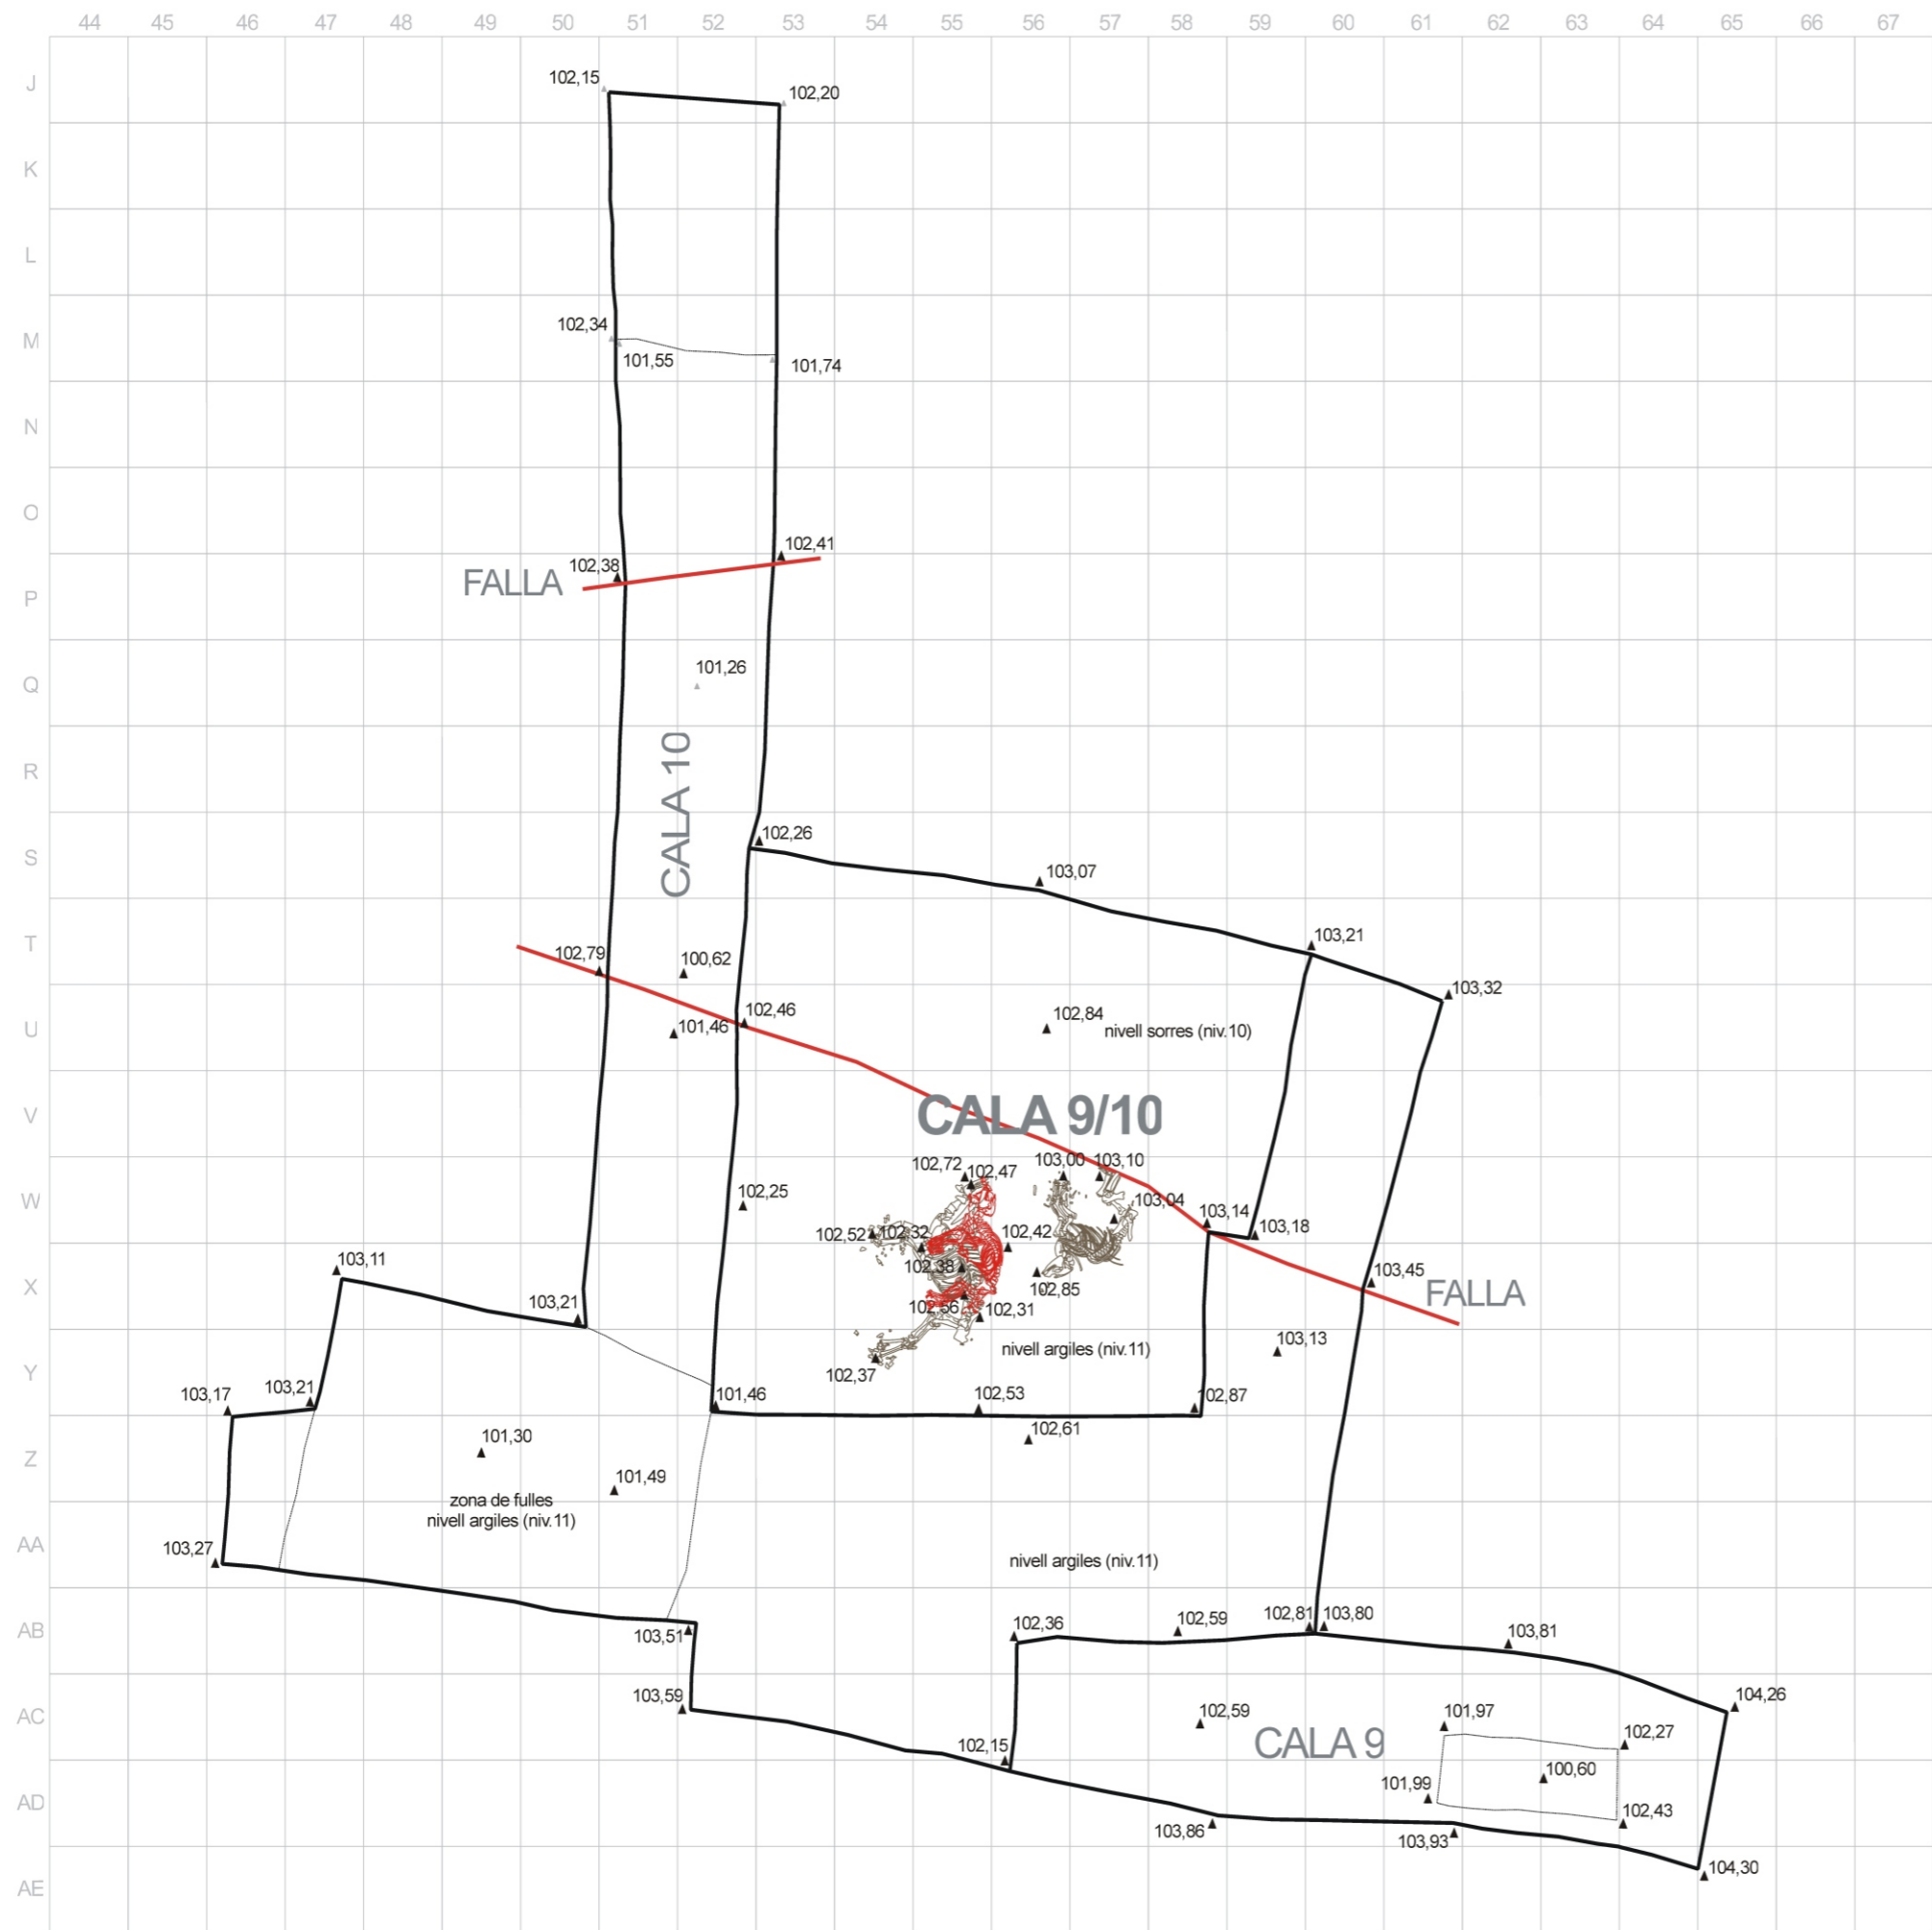 44 45 46 47 48 49 50 51 52 53 54 55 56 57 58 59 60 61 62 63 64 65 66 67
J
102,15
102,20
K
L
M
102,34
101,55
101,74
N
O
102,41
102,38
FALLA
P
101,26
Q
R
CALA 10
S
102,26
103,07
T
102,79
100,62
103,21
103,32
U
101,46
102,46
102,84
nivell sorres (niv.10)
V
CALA 9/10
102,72
102,47
103,00
103,10
W
102,25
103,04
103,14
103,18
102,52
102,32
102,42
103,11
102,38
X
102,85
103,45
FALLA
103,21
102,56
102,31
103,13
nivell argiles (niv.11)
Y
102,37
103,17
103,21
101,46
102,53
102,87
102,61
Z
101,30
101,49
zona de fulles
nivell argiles (niv.11)
AA
103,27
nivell argiles (niv.11)
AB
103,51
102,36
102,59
102,81
103,80
103,81
AC
103,59
102,59
101,97
104,26
102,27
CALA 9
102,15
100,60
101,99
AD
102,43
103,86
103,93
104,30
AE